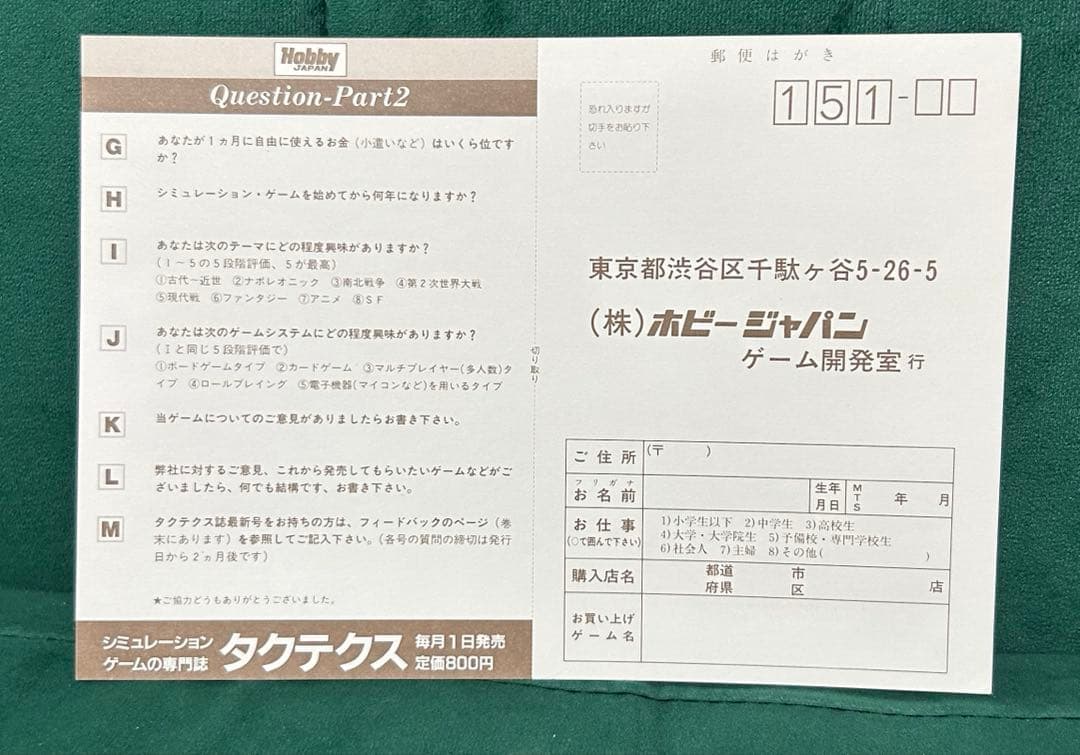 Hobby
JAPAN
Question-Part2
G
あなたが1ヵ月に自由に使えるお金（小遣いなど）はいくら位です
か？
H
シミュレーション・ゲームを始めてから何年になりますか？
I
あなたは次のテーマにどの程度興味がありますか？
（1～5の5段階評価、5が最高）
①古代～近世 ②ナポレオニック ③南北戦争 ④第2次世界大戦
⑤現代戦 ⑥ファンタジー ⑦アニメ ⑧ＳＦ
J
あなたは次のゲームシステムにどの程度興味がありますか？
（Iと同じ5段階評価で）
①ボードゲームタイプ ②カードゲーム ③マルチプレイヤー(多人数)タ
イプ ④ロールプレイング ⑤電子機器(マイコンなど)を用いるタイプ
K
当ゲームについてのご意見がありましたらお書き下さい。
L
弊社に対するご意見、これから発売してもらいたいゲームなどがご
ざいましたら、何でも結構です、お書き下さい。
M
タクテクス誌最新号をお持ちの方は、フィードバックのページ（巻
末にあります）を参照してご記入下さい。（各号の質問の締切は発行
日から2ヵ月後です）
★ご協力どうもありがとうございました。
シミュレーション
ゲームの専門誌
タクテクス
毎月1日発売
定価800円
切り取り
郵便はがき
恐れ入りますが
切手をお貼り下
さい
151-
東京都渋谷区千駄ヶ谷5-26-5
（株）ホビージャパン
ゲーム開発室行
ご住所 (〒 )
フリガナ
お名前
生年
月日
M
T
S
年 月
お仕事
(○で囲んで下さい)
1)小学生以下 2)中学生 3)高校生
4)大学・大学院生 5)予備校・専門学校生
6)社会人 7)主婦 8)その他( )
購入店名
都道
府県
市
区
店
お買い上げ
ゲーム名